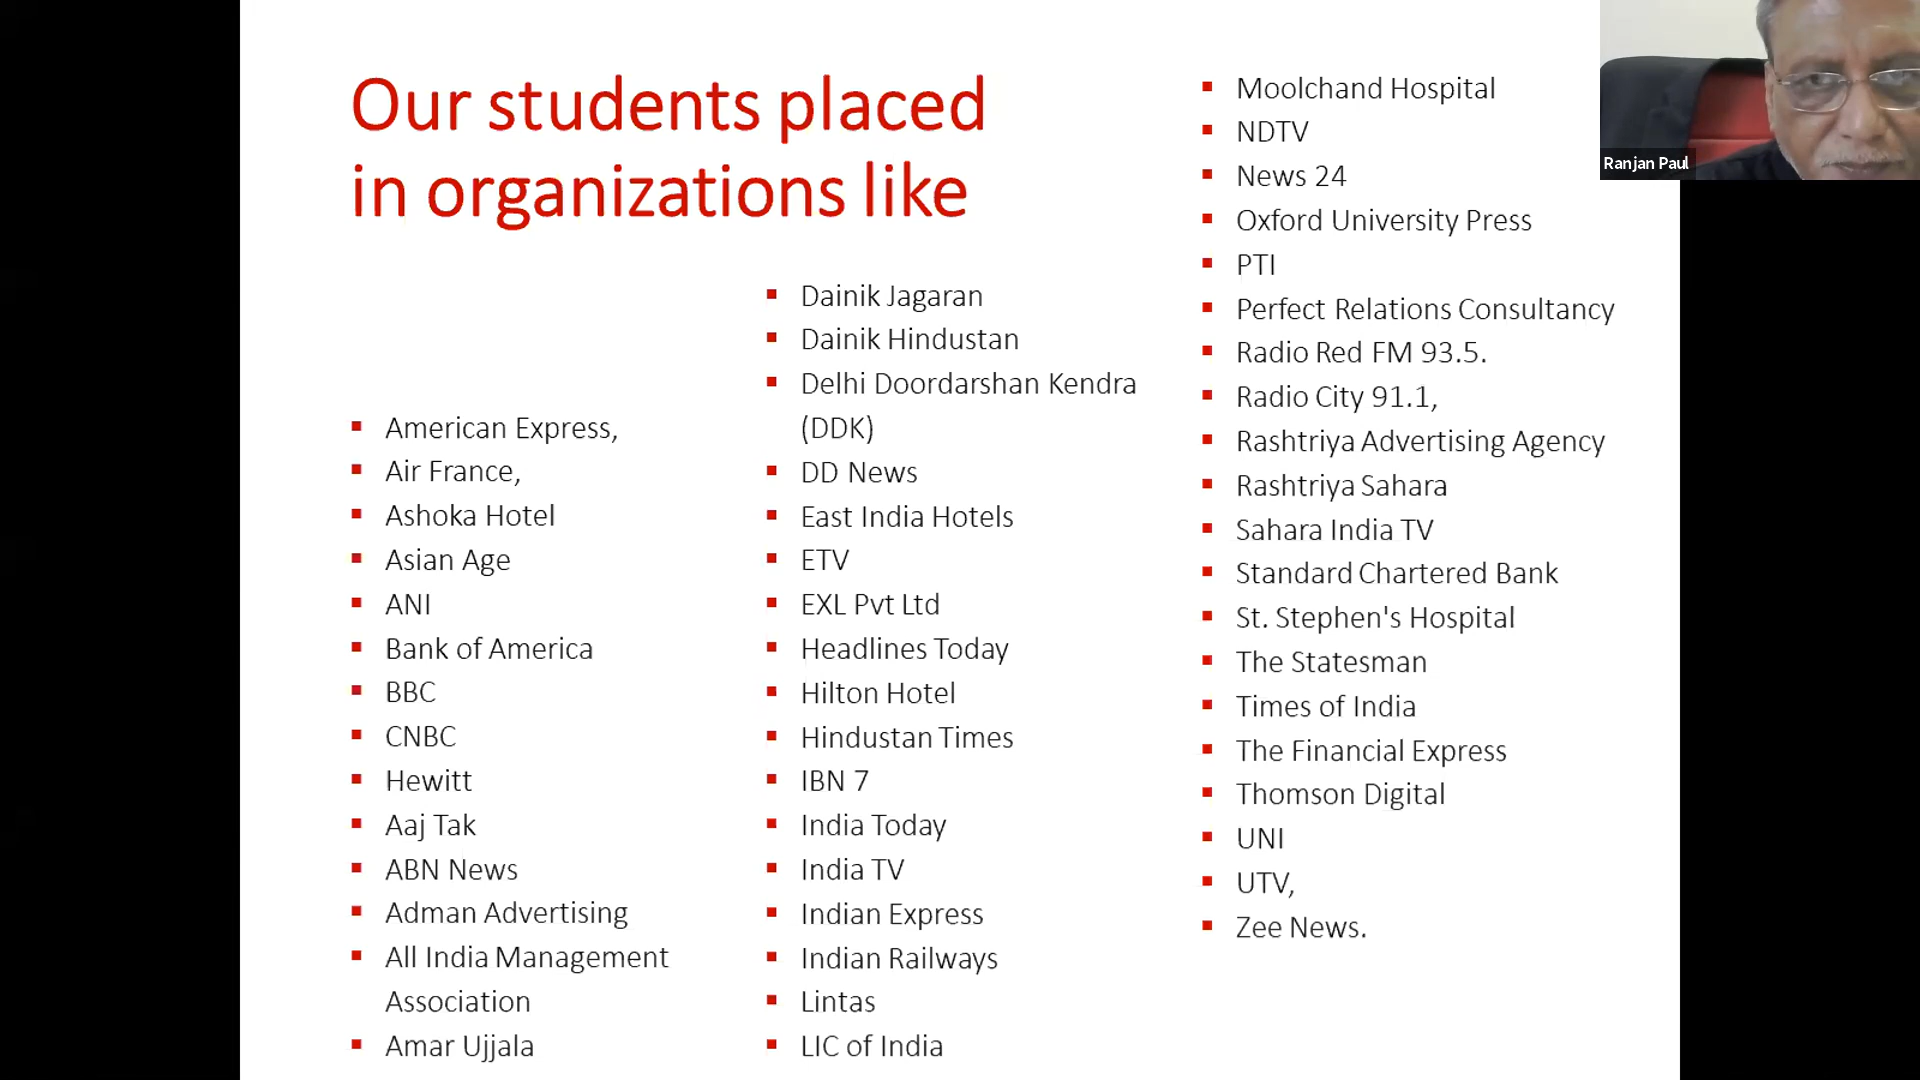 Our students placed
in organizations like
▪ American Express,
▪ Air France,
▪ Ashoka Hotel
▪ Asian Age
▪ ANI
▪ Bank of America
▪ BBC
▪ CNBC
▪ Hewitt
▪ Aaj Tak
▪ ABN News
▪ Adman Advertising
▪ All India Management
Association
▪ Amar Ujjala
▪ Dainik Jagaran
▪ Dainik Hindustan
▪ Delhi Doordarshan Kendra
(DDK)
▪ DD News
▪ East India Hotels
▪ ETV
▪ EXL Pvt Ltd
▪ Headlines Today
▪ Hilton Hotel
▪ Hindustan Times
▪ IBN 7
▪ India Today
▪ India TV
▪ Indian Express
▪ Indian Railways
▪ Lintas
▪ LIC of India
▪ Moolchand Hospital
▪ NDTV
▪ News 24
▪ Oxford University Press
▪ PTI
▪ Perfect Relations Consultancy
▪ Radio Red FM 93.5.
▪ Radio City 91.1,
▪ Rashtriya Advertising Agency
▪ Rashtriya Sahara
▪ Sahara India TV
▪ Standard Chartered Bank
▪ St. Stephen's Hospital
▪ The Statesman
▪ Times of India
▪ The Financial Express
▪ Thomson Digital
▪ UNI
▪ UTV,
▪ Zee News.
Ranjan Paul